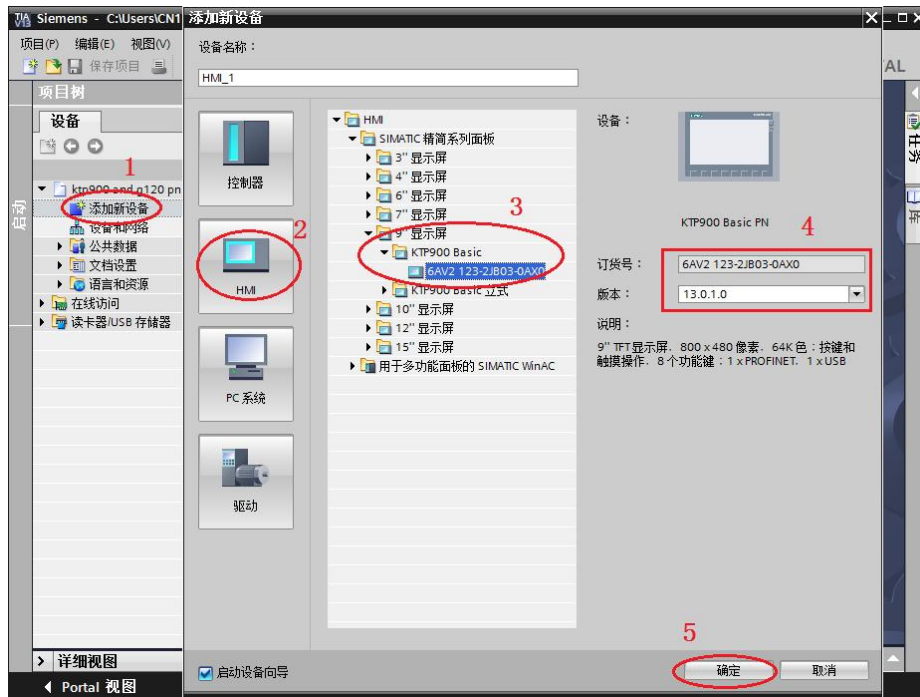 Siemens - C:\Users\CN1
添加新设备
项目(P) 编辑(E) 视图(V)
保存项目
AL
项目树
设备
1
ktp900 and g120 pn
添加新设备
设备和网络
公共数据
文档设置
语言和资源
在线访问
读卡器/USB 存储器
启动
详细视图
Portal 视图
设备名称：
HMI_1
控制器
2
HMI
PC 系统
驱动
HMI
SIMATIC 精简系列面板
3" 显示屏
4" 显示屏
6" 显示屏
7" 显示屏
3
9" 显示屏
KTP900 Basic
6AV2 123-2JB03-0AX0
KTP900 Basic 立式
10" 显示屏
12" 显示屏
15" 显示屏
用于多功能面板的 SIMATIC WinAC
设备：
KTP900 Basic PN
4
订货号： 6AV2 123-2JB03-0AX0
版本： 13.0.1.0
说明：
9" TFT显示屏，800 x 480 像素，64K 色；按键和
触摸操作，8 个功能键；1 x PROFINET，1 x USB
5
启动设备向导
确定 取消
任务